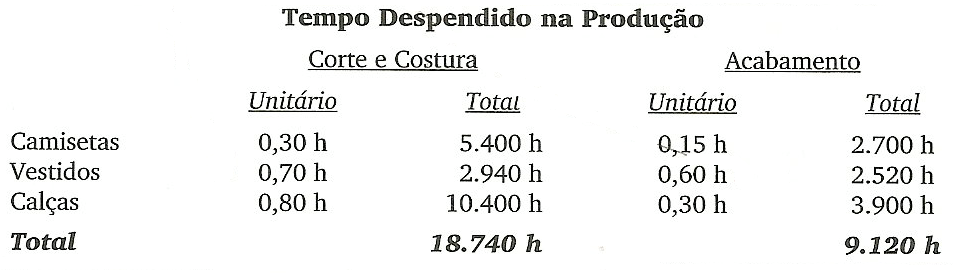 Tempo Despendido na Produção
Corte e Costura Acabamento
Unitário Total Unitário Total
Camisetas 0,30 h 5.400 h 0,15 h 2.700 h
Vestidos 0,70 h 2.940 h 0,60 h 2.520 h
Calças 0,80 h 10.400 h 0,30 h 3.900 h
Total 18.740 h 9.120 h